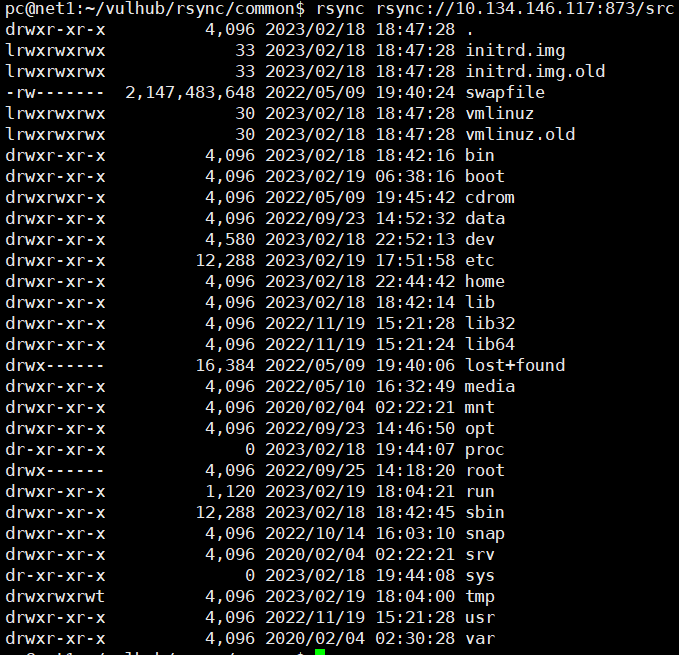 pc@net1:~/vulhub/rsync/common$ rsync rsync://10.134.146.117:873/src
drwxr-xr-x          4,096 2023/02/18 18:47:28 .
lrwxrwxrwx             33 2023/02/18 18:47:28 initrd.img
lrwxrwxrwx             33 2023/02/18 18:47:28 initrd.img.old
-rw-------  2,147,483,648 2022/05/09 19:40:24 swapfile
lrwxrwxrwx             30 2023/02/18 18:47:28 vmlinuz
lrwxrwxrwx             30 2023/02/18 18:47:28 vmlinuz.old
drwxr-xr-x          4,096 2023/02/18 18:42:16 bin
drwxr-xr-x          4,096 2023/02/19 06:38:16 boot
drwxrwxr-x          4,096 2022/05/09 19:45:42 cdrom
drwxr-xr-x          4,096 2022/09/23 14:52:32 data
drwxr-xr-x          4,580 2023/02/18 22:52:13 dev
drwxr-xr-x         12,288 2023/02/19 17:51:58 etc
drwxr-xr-x          4,096 2023/02/18 22:44:42 home
drwxr-xr-x          4,096 2023/02/18 18:42:14 lib
drwxr-xr-x          4,096 2022/11/19 15:21:28 lib32
drwxr-xr-x          4,096 2022/11/19 15:21:24 lib64
drwx------         16,384 2022/05/09 19:40:06 lost+found
drwxr-xr-x          4,096 2022/05/10 16:32:49 media
drwxr-xr-x          4,096 2020/02/04 02:22:21 mnt
drwxr-xr-x          4,096 2022/09/23 14:46:50 opt
dr-xr-xr-x              0 2023/02/18 19:44:07 proc
drwx------          4,096 2022/09/25 14:18:20 root
drwxr-xr-x          1,120 2023/02/19 18:04:21 run
drwxr-xr-x         12,288 2023/02/18 18:42:45 sbin
drwxr-xr-x          4,096 2022/10/14 16:03:10 snap
drwxr-xr-x          4,096 2020/02/04 02:22:21 srv
dr-xr-xr-x              0 2023/02/18 19:44:08 sys
drwxrwxrwt          4,096 2023/02/19 18:04:00 tmp
drwxr-xr-x          4,096 2022/11/19 15:21:28 usr
drwxr-xr-x          4,096 2020/02/04 02:30:28 var